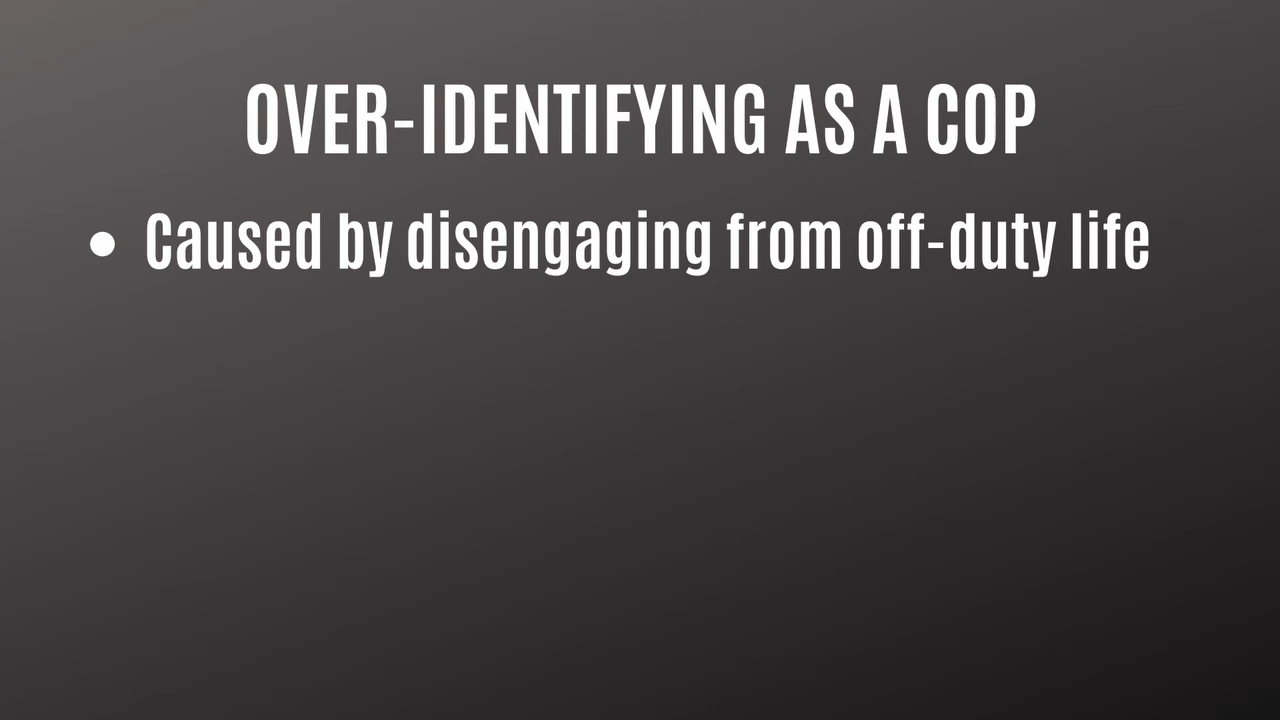 OVER-IDENTIFYING AS A COP
• Caused by disengaging from off-duty life